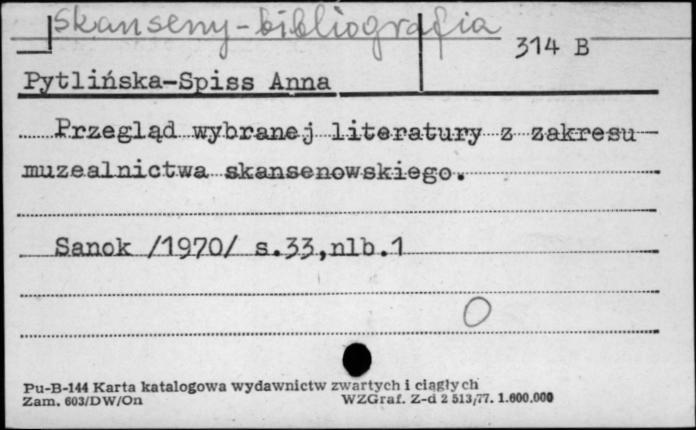 skanseny-bibliografia
314 B
Pytlińska-Spiss Anna
Przegląd wybranej literatury z zakresu
muzealnictwa skansenowskiego.
Sanok /1970/ s.33,nlb.1
O
Pu-B-144 Karta katalogowa wydawnictw zwartych i ciągłych
Zam. 603/DW/On WZGraf. Z-d 2 513/77. 1.600.000